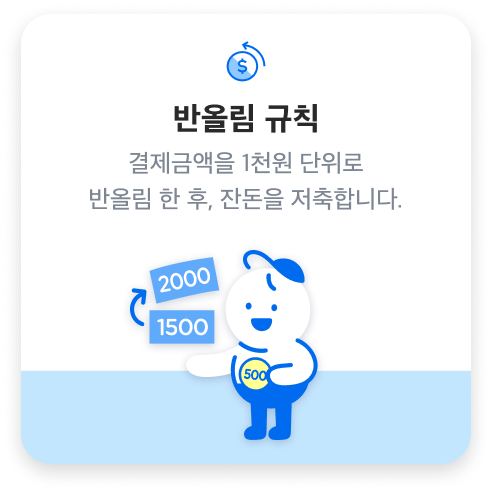 $
반올림 규칙
결제금액을 1천원 단위로
반올림 한 후, 잔돈을 저축합니다.
2000
1500
500